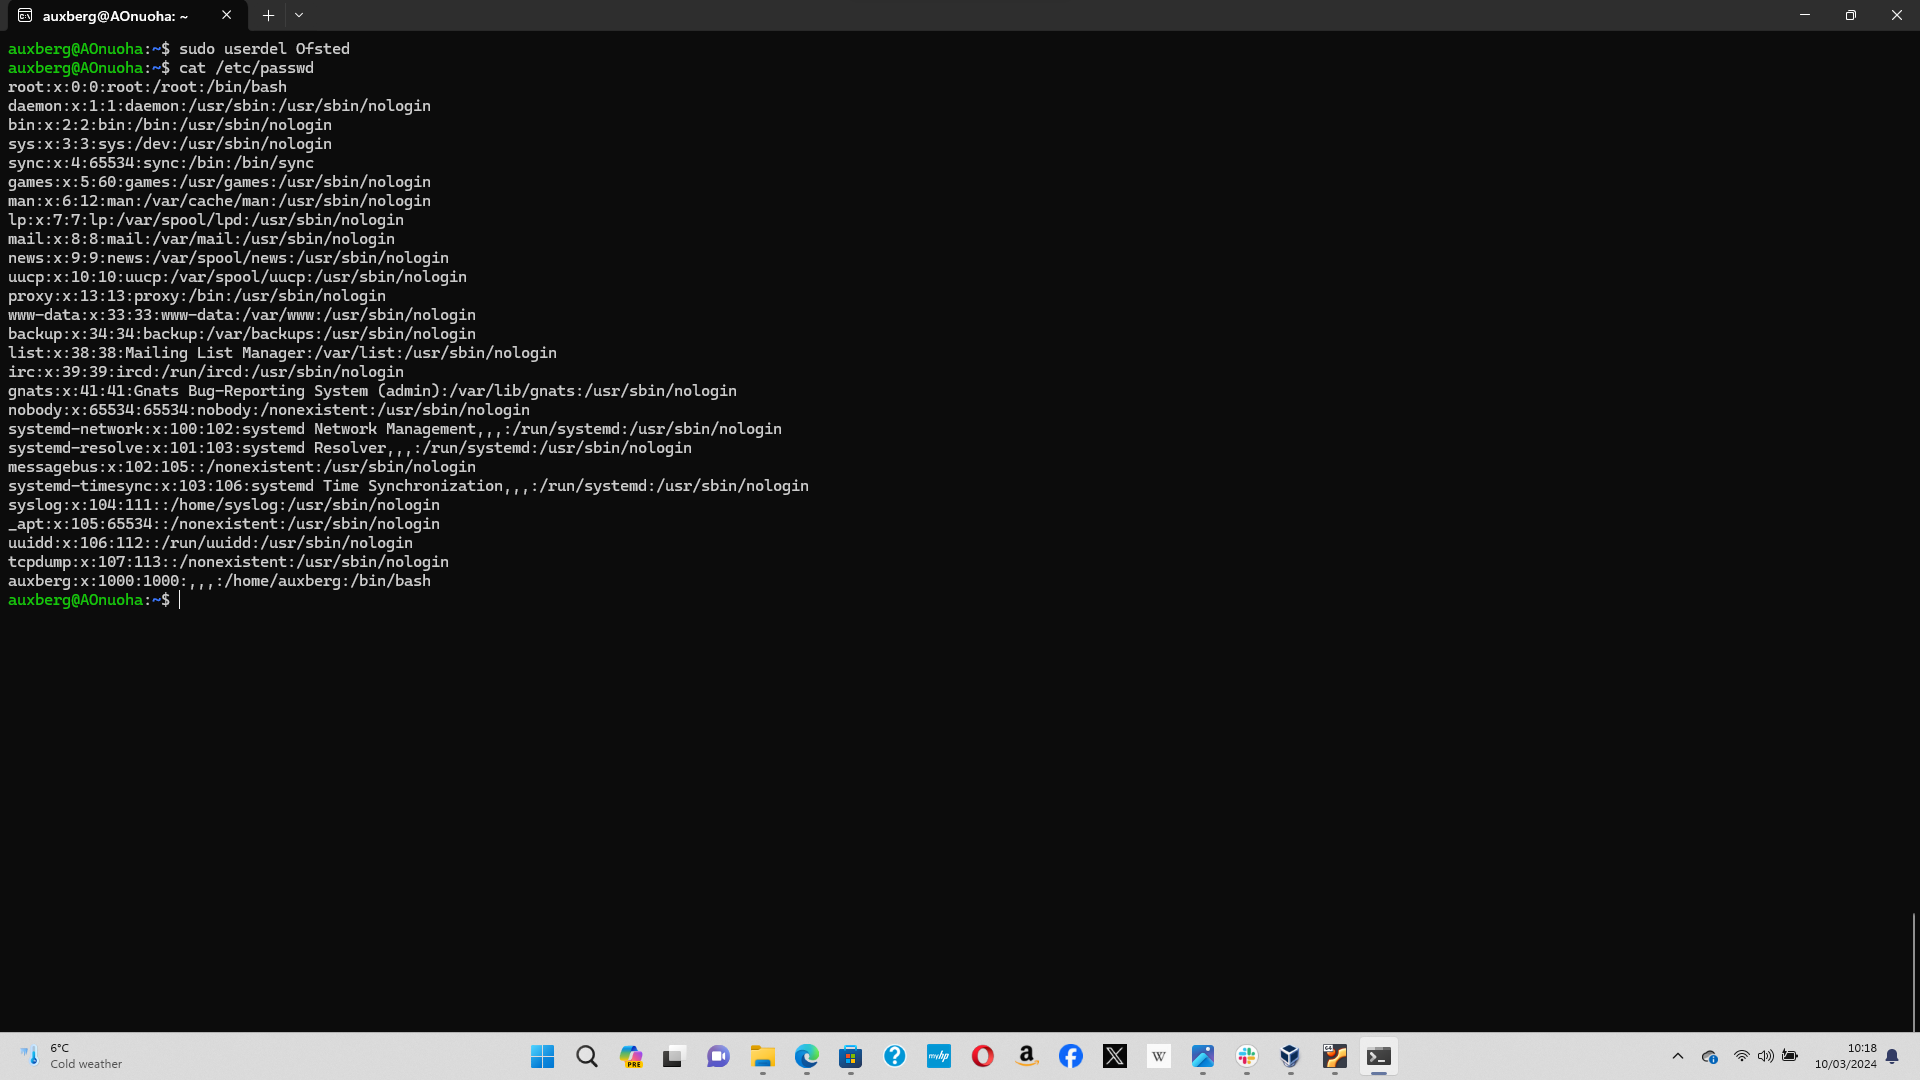 auxberg@AOnuoha: ~
auxberg@AOnuoha:~$ sudo userdel Ofsted
auxberg@AOnuoha:~$ cat /etc/passwd
root:x:0:0:root:/root:/bin/bash
daemon:x:1:1:daemon:/usr/sbin:/usr/sbin/nologin
bin:x:2:2:bin:/bin:/usr/sbin/nologin
sys:x:3:3:sys:/dev:/usr/sbin/nologin
sync:x:4:65534:sync:/bin:/bin/sync
games:x:5:60:games:/usr/games:/usr/sbin/nologin
man:x:6:12:man:/var/cache/man:/usr/sbin/nologin
lp:x:7:7:lp:/var/spool/lpd:/usr/sbin/nologin
mail:x:8:8:mail:/var/mail:/usr/sbin/nologin
news:x:9:9:news:/var/spool/news:/usr/sbin/nologin
uucp:x:10:10:uucp:/var/spool/uucp:/usr/sbin/nologin
proxy:x:13:13:proxy:/bin:/usr/sbin/nologin
www-data:x:33:33:www-data:/var/www:/usr/sbin/nologin
backup:x:34:34:backup:/var/backups:/usr/sbin/nologin
list:x:38:38:Mailing List Manager:/var/list:/usr/sbin/nologin
irc:x:39:39:ircd:/run/ircd:/usr/sbin/nologin
gnats:x:41:41:Gnats Bug-Reporting System (admin):/var/lib/gnats:/usr/sbin/nologin
nobody:x:65534:65534:nobody:/nonexistent:/usr/sbin/nologin
systemd-network:x:100:102:systemd Network Management,,,:/run/systemd:/usr/sbin/nologin
systemd-resolve:x:101:103:systemd Resolver,,,:/run/systemd:/usr/sbin/nologin
messagebus:x:102:105::/nonexistent:/usr/sbin/nologin
systemd-timesync:x:103:106:systemd Time Synchronization,,,:/run/systemd:/usr/sbin/nologin
syslog:x:104:111::/home/syslog:/usr/sbin/nologin
_apt:x:105:65534::/nonexistent:/usr/sbin/nologin
uuidd:x:106:112::/run/uuidd:/usr/sbin/nologin
tcpdump:x:107:113::/nonexistent:/usr/sbin/nologin
auxberg:x:1000:1000:,,,:/home/auxberg:/bin/bash
auxberg@AOnuoha:~$
6°C
Cold weather
PRE
myhp
a
W
64
10:18
10/03/2024